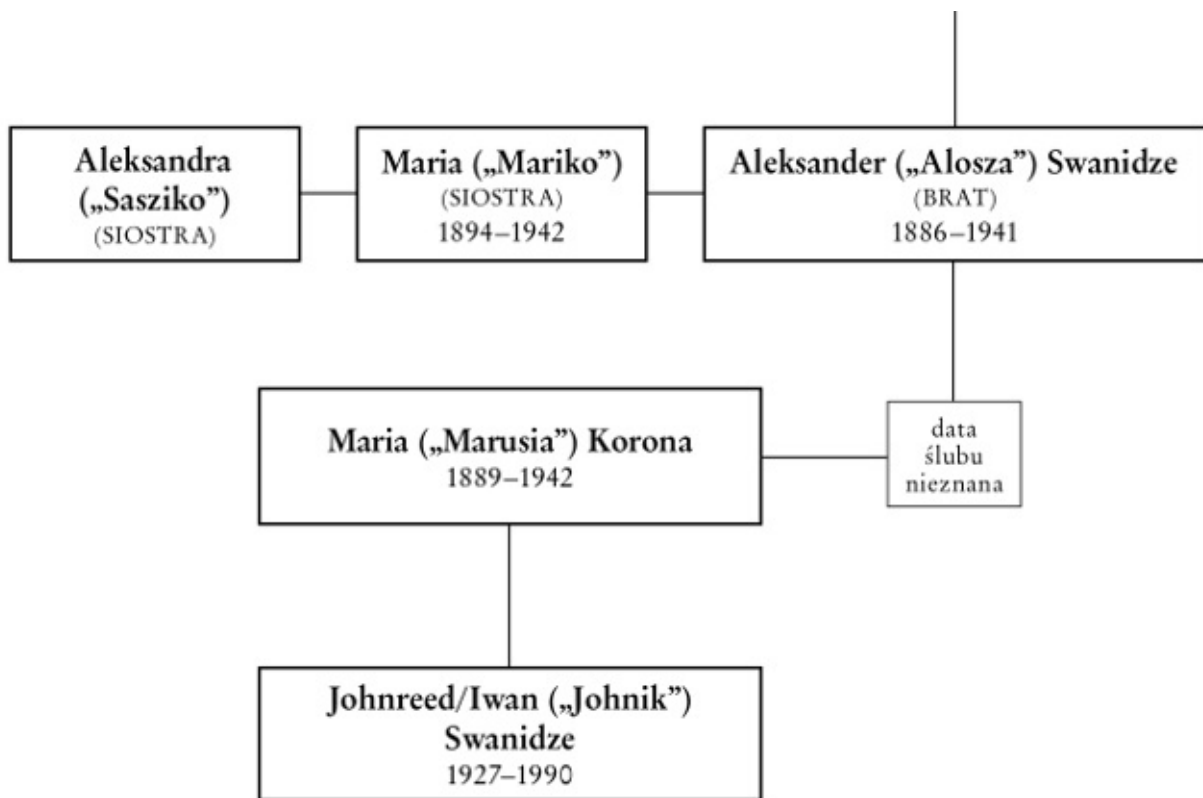 Aleksandra
(„Sasziko”)
(SIOSTRA)
Maria („Mariko”)
(SIOSTRA)
1894–1942
Aleksander („Alosza”) Swanidze
(BRAT)
1886–1941
Maria („Marusia”) Korona
1889–1942
data
ślubu
nieznana
Johnreed/Iwan („Johnik”)
Swanidze
1927–1990